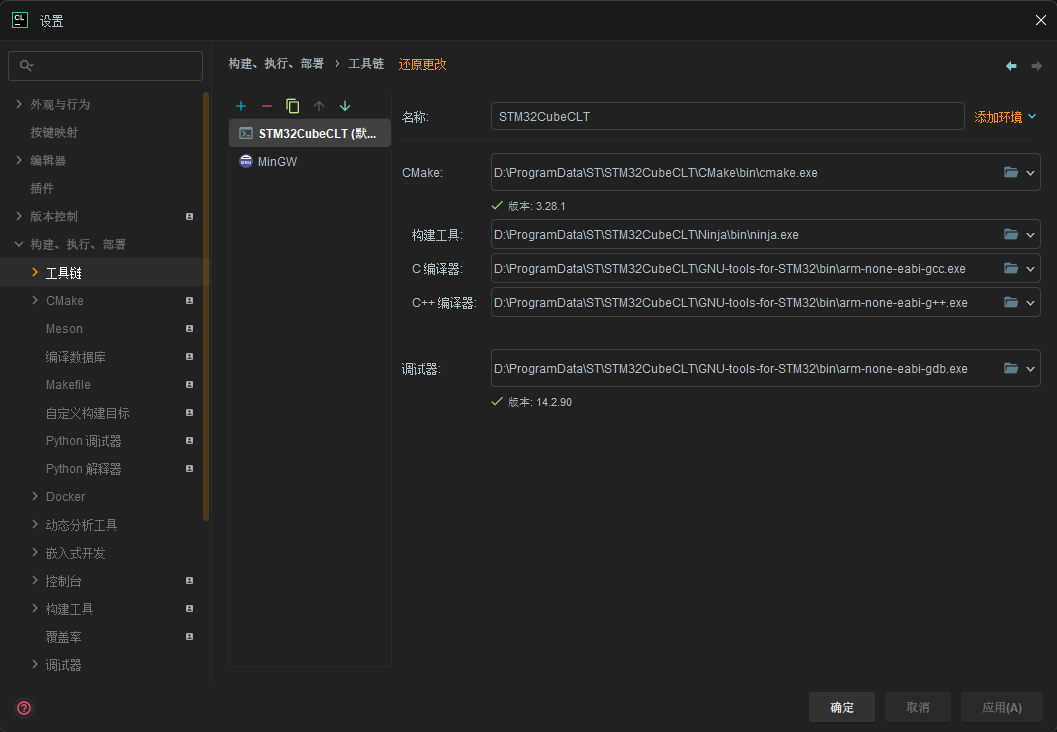 CL 设置
外观与行为
按键映射
编辑器
插件
版本控制
构建、执行、部署
工具链
CMake
Meson
编译数据库
Makefile
自定义构建目标
Python 调试器
Python 解释器
Docker
动态分析工具
嵌入式开发
控制台
构建工具
覆盖率
调试器
构建、执行、部署 › 工具链 还原更改
STM32CubeCLT (默...
GNU MinGW
名称: STM32CubeCLT 添加环境
CMake: D:\ProgramData\ST\STM32CubeCLT\CMake\bin\cmake.exe
版本: 3.28.1
构建工具: D:\ProgramData\ST\STM32CubeCLT\Ninja\bin\ninja.exe
C 编译器: D:\ProgramData\ST\STM32CubeCLT\GNU-tools-for-STM32\bin\arm-none-eabi-gcc.exe
C++ 编译器: D:\ProgramData\ST\STM32CubeCLT\GNU-tools-for-STM32\bin\arm-none-eabi-g++.exe
调试器: D:\ProgramData\ST\STM32CubeCLT\GNU-tools-for-STM32\bin\arm-none-eabi-gdb.exe
版本: 14.2.90
? 确定 取消 应用(A)